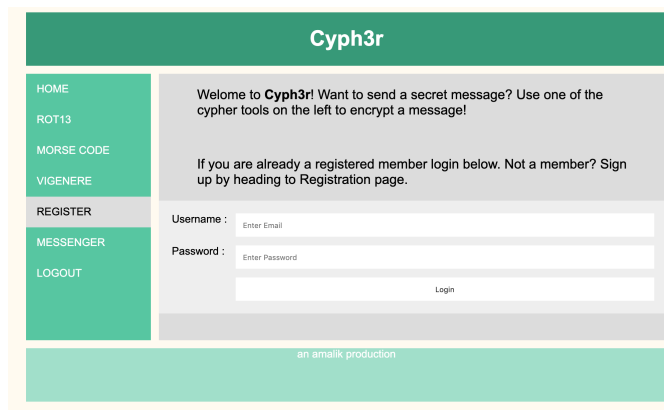 Cyph3r
HOME
ROT13
MORSE CODE
VIGENERE
REGISTER
MESSENGER
LOGOUT
Welome to Cyph3r! Want to send a secret message? Use one of the
cypher tools on the left to encrypt a message!
If you are already a registered member login below. Not a member? Sign
up by heading to Registration page.
Username :
Enter Email
Password :
Enter Password
Login
an amalik production